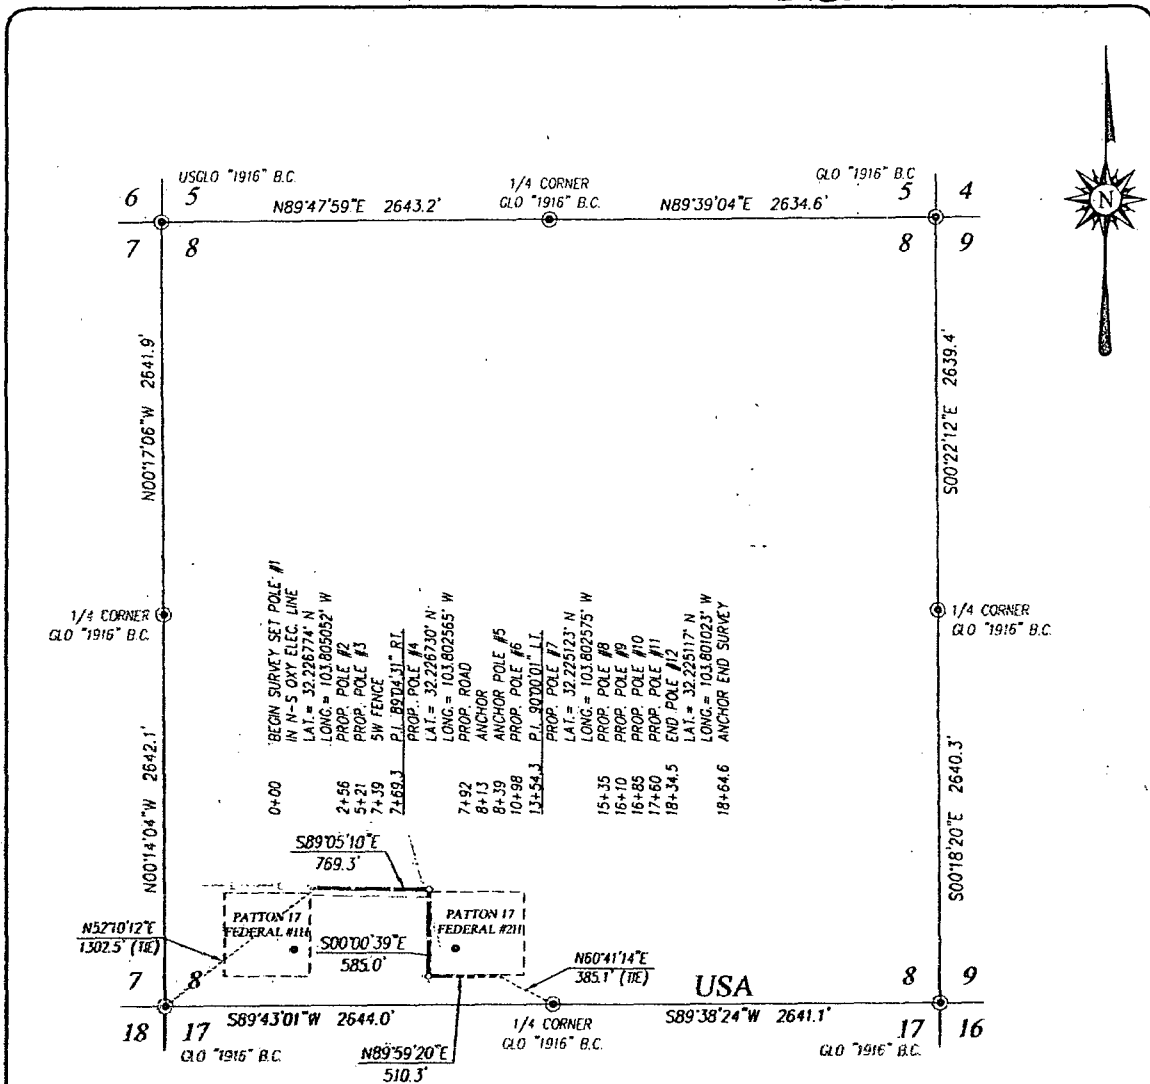 6 5
USGLO "1916" B.C.
N89°47'59"E 2643.2'
1/4 CORNER
GLO "1916" B.C.
N89°39'04"E 2634.6'
GLO "1916" B.C.
5 4
7 8
8 9
N
N00°17'06"W 2641.9'
S00°22'12"E 2639.4'
1/4 CORNER
GLO "1916" B.C.
1/4 CORNER
GLO "1916" B.C.
N00°14'04"W 2642.1'
S00°18'20"E 2640.3'
0+00 BEGIN SURVEY SET POLE #1
IN N-S OXY ELEC. LINE
LAT.= 32.226774° N
LONG.= 103.805052° W
2+56 PROP. POLE #2
5+21 PROP. POLE #3
7+39 5W FENCE
7+69.3 P.I. 89°04'31" RT.
PROP. POLE #4
LAT.= 32.226730° N
LONG.= 103.802565° W
7+92 PROP. ROAD
8+13 ANCHOR
8+39 ANCHOR POLE #5
10+98 PROP. POLE #6
13+54.3 P.I. 90°00'01" LT.
PROP. POLE #7
LAT.= 32.225123° N
LONG.= 103.802575° W
15+35 PROP. POLE #8
16+10 PROP. POLE #9
16+85 PROP. POLE #10
17+60 PROP. POLE #11
18+34.5 END POLE #12
LAT.= 32.225117° N
LONG.= 103.801023° W
18+64.6 ANCHOR END SURVEY
S89°05'10"E
769.3'
PATTON 17
FEDERAL #1H
PATTON 17
FEDERAL #2H
N52°10'12"E
1302.5' (TIE)
S00°00'39"E
585.0'
N60°41'14"E
385.1' (TIE)
USA
7 8
8 9
18 17
S89°43'01"W 2644.0'
1/4 CORNER
GLO "1916" B.C.
S89°38'24"W 2641.1'
17 16
GLO "1916" B.C.
GLO "1916" B.C.
N89°59'20"E
510.3'